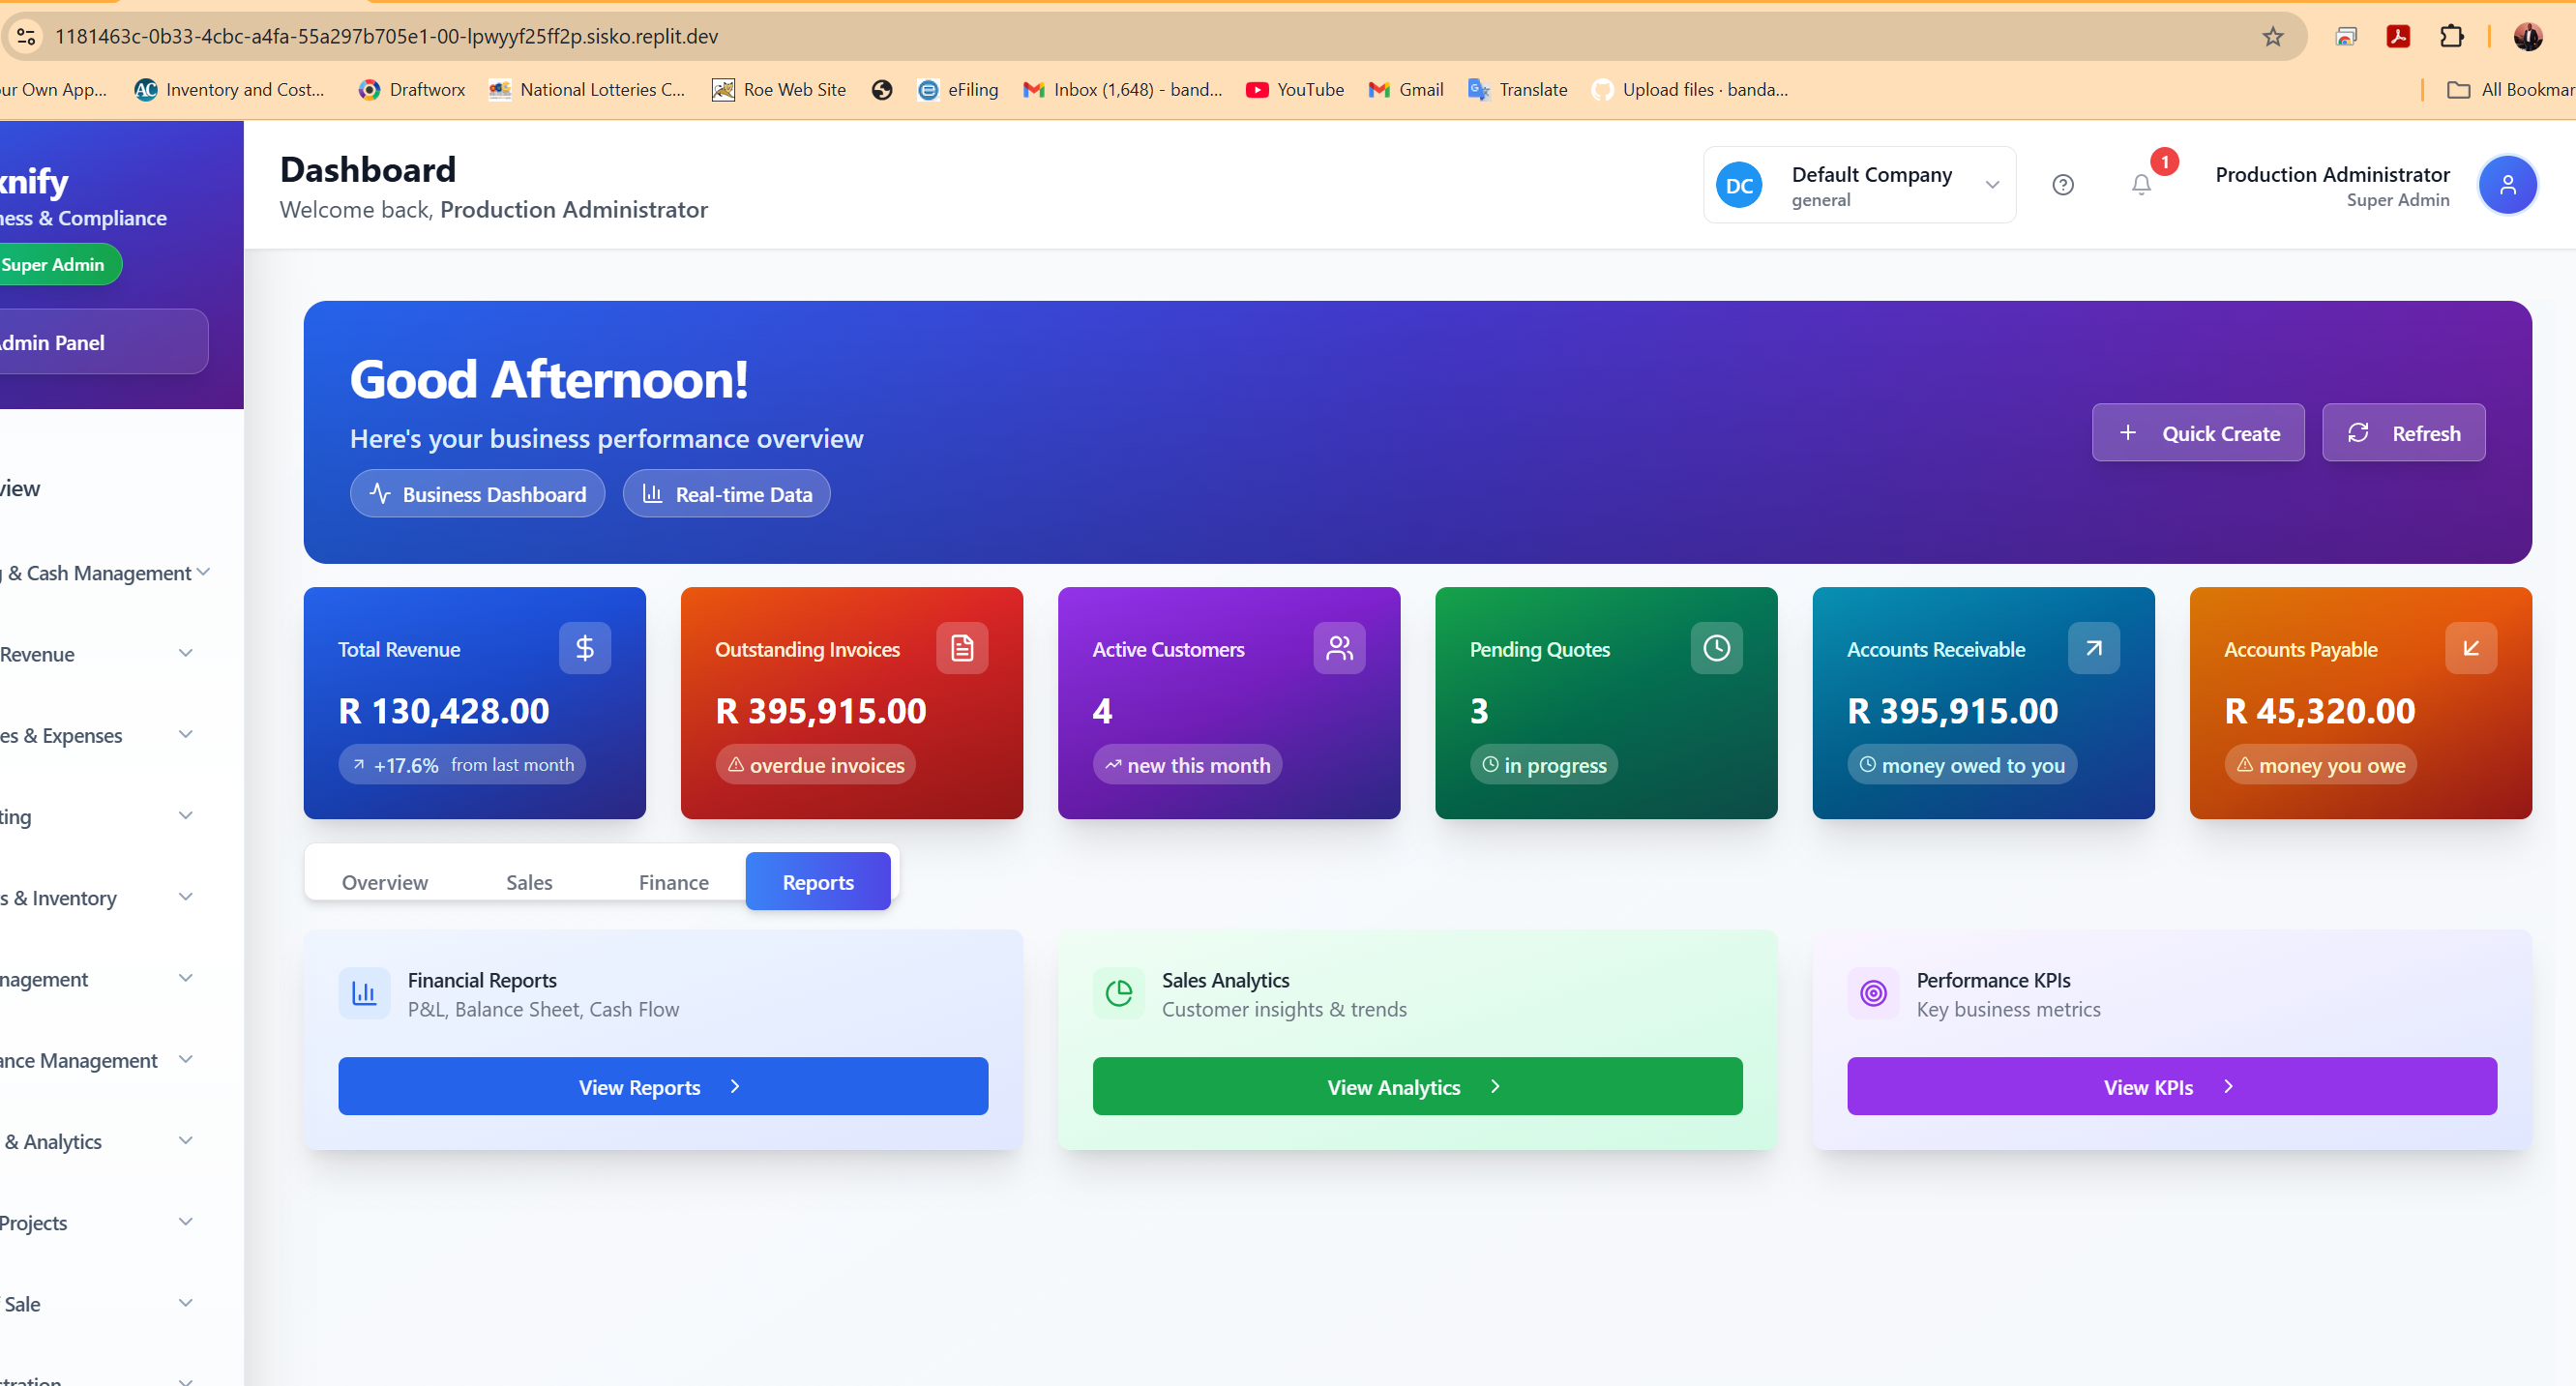 1181463c-0b33-4cbc-a4fa-55a297b705e1-00-lpwyyf25ff2p.sisko.replit.dev
ur Own App... Inventory and Cost... Draftworx National Lotteries C... Roe Web Site eFiling Inbox (1,648) - band... YouTube Gmail Translate Upload files · banda... All Bookmar
xnify
ness & Compliance
Super Admin
Admin Panel
view
g & Cash Management
Revenue
es & Expenses
ting
s & Inventory
nagement
ance Management
& Analytics
Projects
Sale
stration
Dashboard
Welcome back, Production Administrator
DC
Default Company
general
1
Production Administrator
Super Admin
Good Afternoon!
Here's your business performance overview
Business Dashboard Real-time Data
Quick Create Refresh
Total Revenue
R 130,428.00
+17.6% from last month
Outstanding Invoices
R 395,915.00
overdue invoices
Active Customers
4
new this month
Pending Quotes
3
in progress
Accounts Receivable
R 395,915.00
money owed to you
Accounts Payable
R 45,320.00
money you owe
Overview Sales Finance Reports
Financial Reports
P&L, Balance Sheet, Cash Flow
View Reports
Sales Analytics
Customer insights & trends
View Analytics
Performance KPIs
Key business metrics
View KPIs